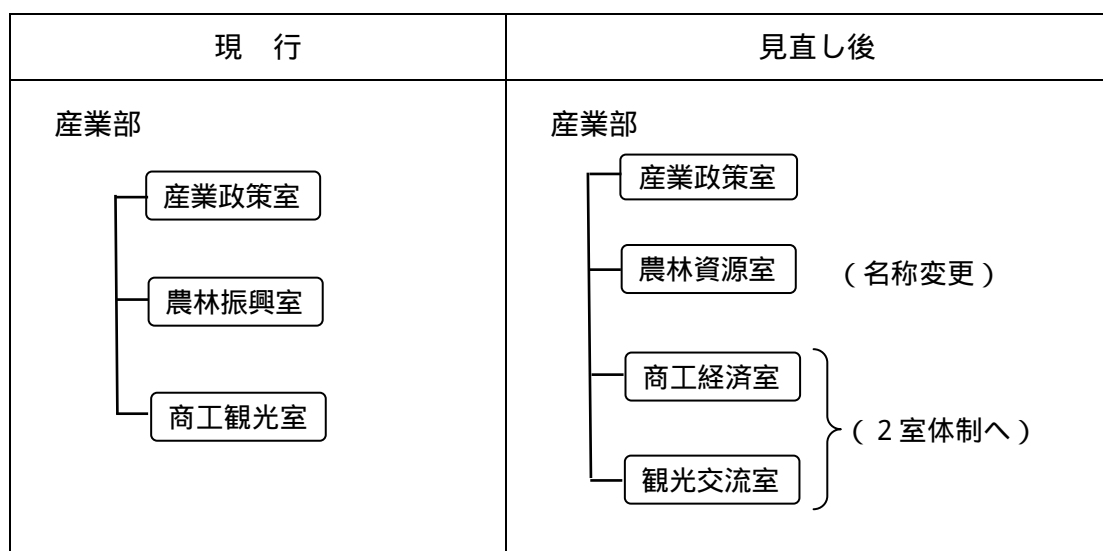 現　行
見直し後
産業部
産業政策室
農林振興室
商工観光室
産業部
産業政策室
農林資源室
（名称変更）
商工経済室
（２室体制へ）
観光交流室